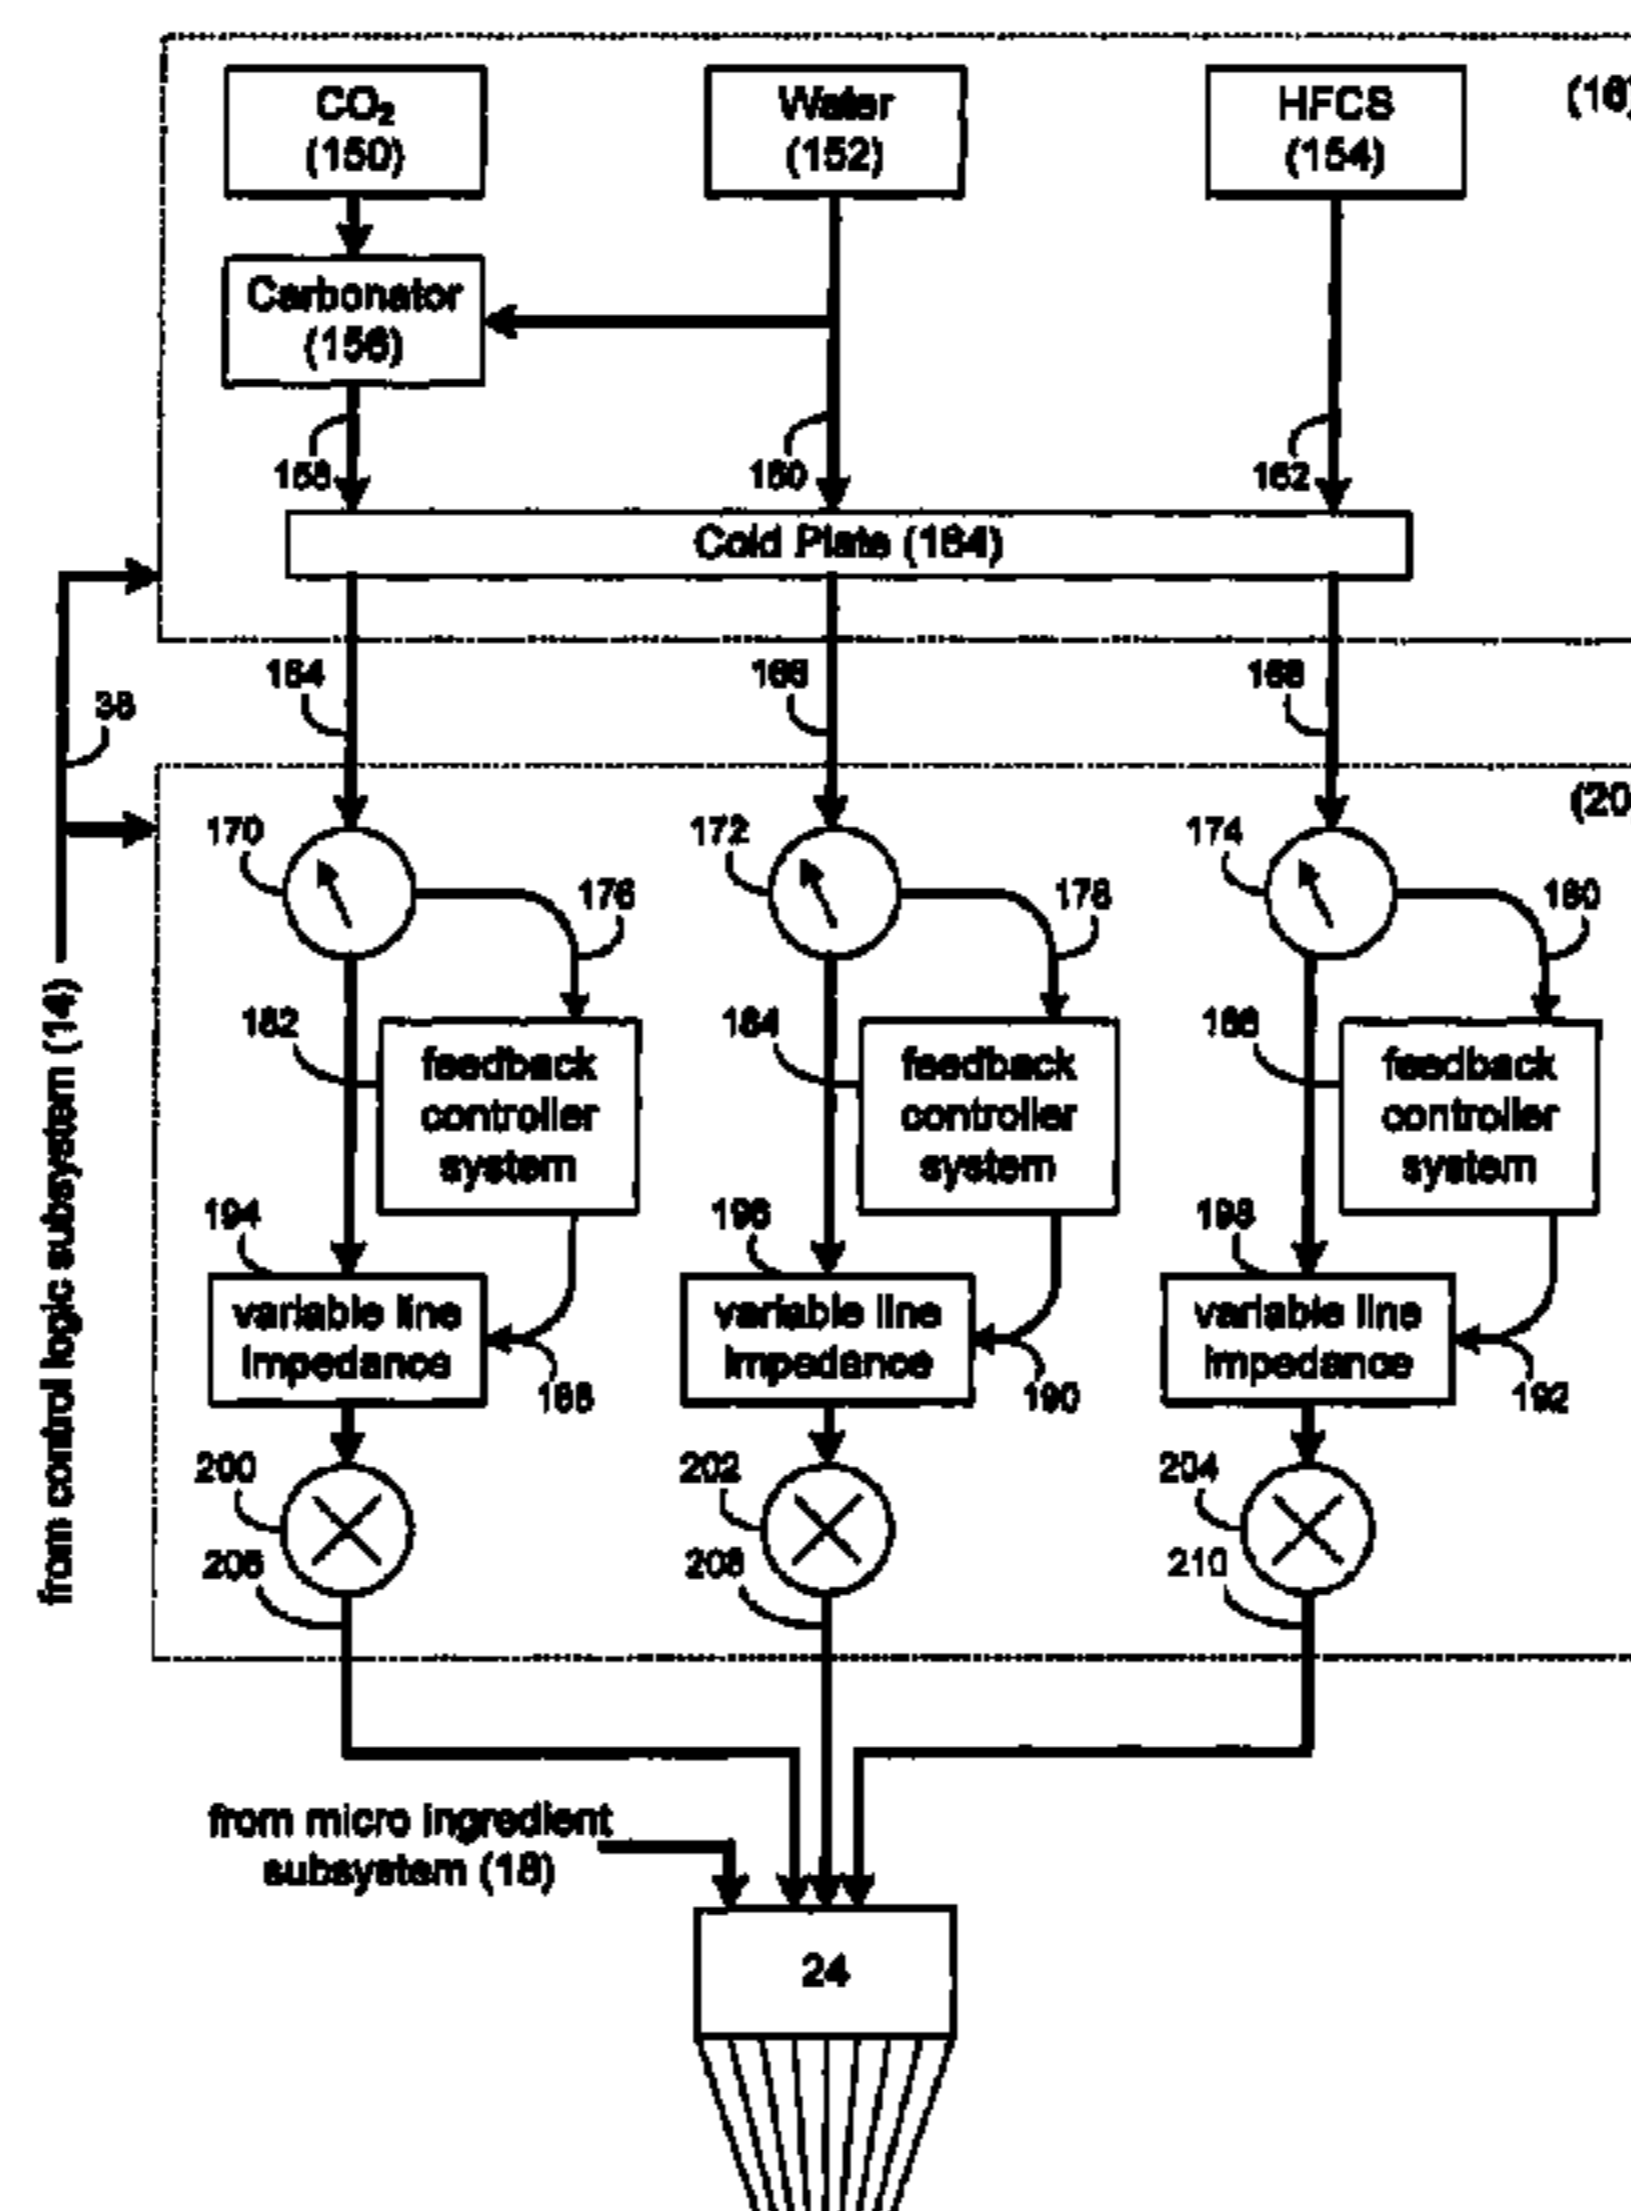 CO₂
(150)
Water
(152)
HFCS
(154)
(16)
Carbonator
(156)
158
160
162
Cold Plate (164)
164
166
168
38
(20
170
172
174
176
178
180
182
184
186
feedback
controller
system
feedback
controller
system
feedback
controller
system
from control logic subsystem (14)
194
196
198
variable line
impedance
variable line
impedance
variable line
impedance
188
190
192
200
202
204
206
208
210
from micro ingredient
subsystem (18)
24